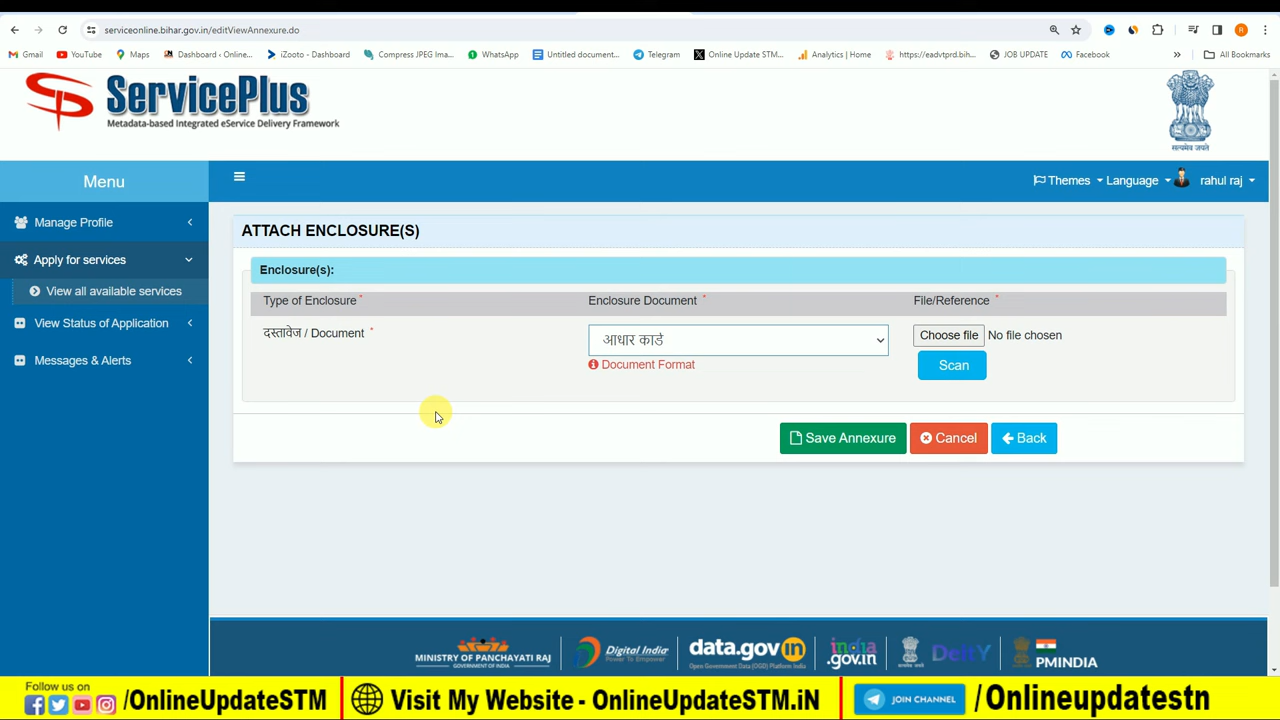 serviceonline.bihar.gov.in/editViewAnnexure.do
Gmail YouTube Maps Dashboard ‹ Online... iZooto - Dashboard Compress JPEG Ima... WhatsApp Untitled document... Telegram Online Update STM... Analytics | Home https://eadvtprd.bih... JOB UPDATE Facebook » All Bookmarks
ServicePlus
Metadata-based Integrated eService Delivery Framework
सत्यमेव जयते
Menu
Themes Language rahul raj
Manage Profile
Apply for services
View all available services
View Status of Application
Messages & Alerts
ATTACH ENCLOSURE(S)
Enclosure(s):
Type of Enclosure * Enclosure Document * File/Reference *
दस्तावेज / Document * आधार कार्ड Choose file No file chosen
Document Format Scan
Save Annexure Cancel Back
MINISTRY OF PANCHAYATI RAJ
GOVERNMENT OF INDIA
Digital India
Power To Empower
data.gov.in
Open Government Data (OGD) Platform India
india.gov.in
DeitY
PMINDIA
Follow us on
/OnlineUpdateSTM Visit My Website - OnlineUpdateSTM.iN JOIN CHANNEL /Onlineupdatestn